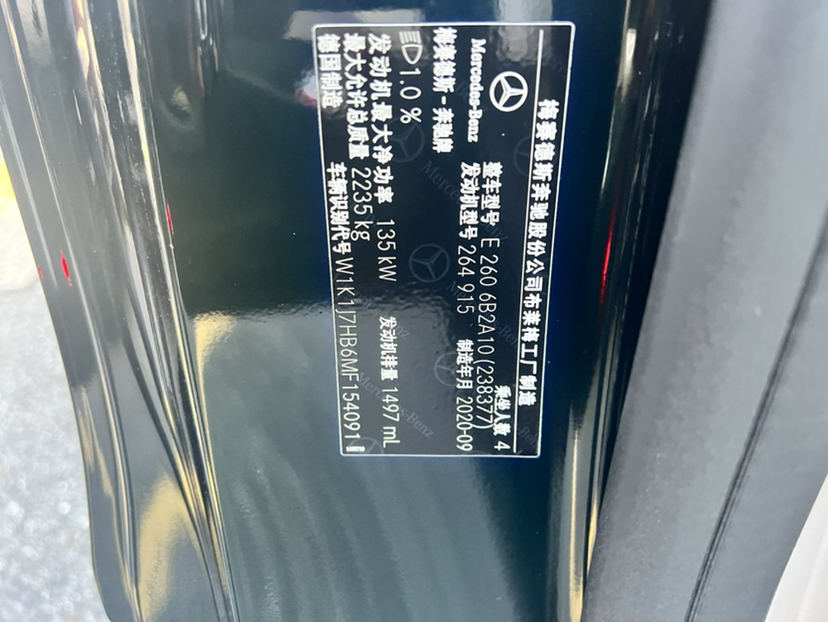 梅赛德斯奔驰股份公司布莱梅工厂制造
乘坐人数 4
Mercedes-Benz
整车型号 E 260 6B2A10 (238377)
梅赛德斯-奔驰牌
发动机型号 264 915
制造年月 2020-09
1.0 %
发动机最大净功率 135 kW
发动机排量 1497 mL
最大允许总质量 2235 kg
德国制造
车辆识别代号 W1K1J7HB6MF154091